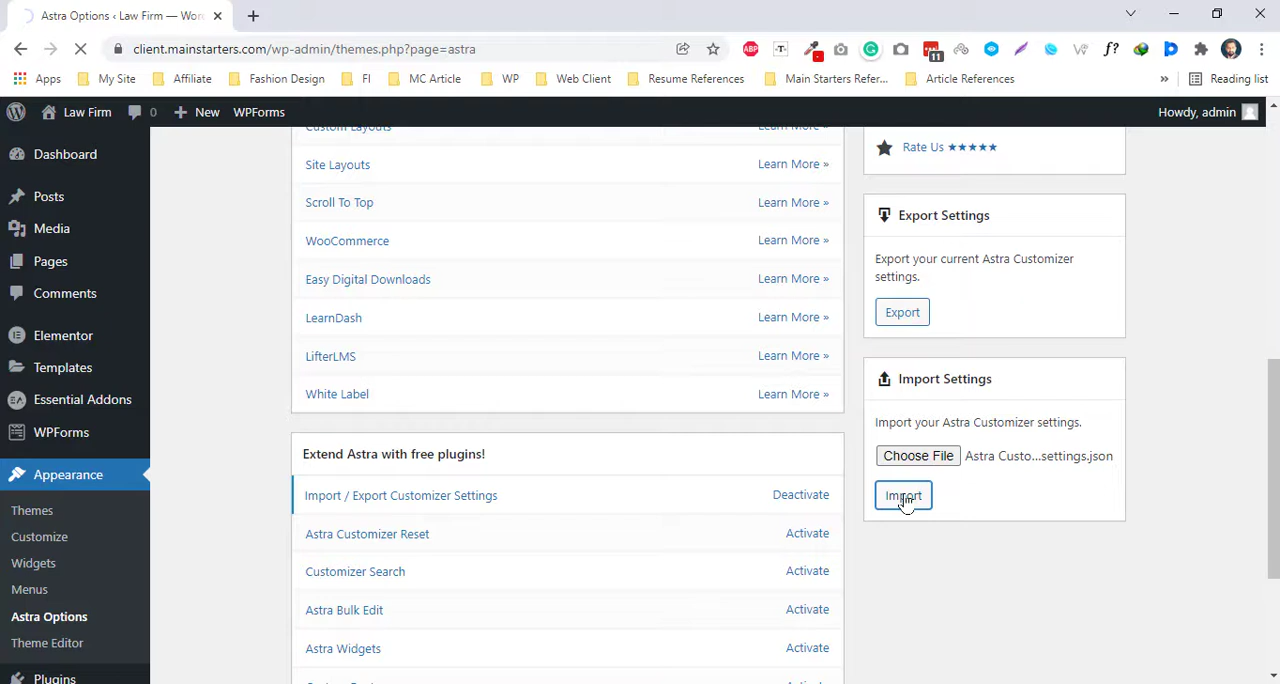 Astra Options ‹ Law Firm — Wor
client.mainstarters.com/wp-admin/themes.php?page=astra
ABP
-T-
11
f?
Apps
My Site
Affiliate
Fashion Design
FI
MC Article
WP
Web Client
Resume References
Main Starters Refer...
Article References
»
Reading list
Law Firm
0
New
WPForms
Howdy, admin
Dashboard
Posts
Media
Pages
Comments
Elementor
Templates
Essential Addons
WPForms
Appearance
Themes
Customize
Widgets
Menus
Astra Options
Theme Editor
Plugins
Custom Layouts Learn More »
Site Layouts Learn More »
Scroll To Top Learn More »
WooCommerce Learn More »
Easy Digital Downloads Learn More »
LearnDash Learn More »
LifterLMS Learn More »
White Label Learn More »
Extend Astra with free plugins!
Import / Export Customizer Settings Deactivate
Astra Customizer Reset Activate
Customizer Search Activate
Astra Bulk Edit Activate
Astra Widgets Activate
Rate Us ★★★★★
Export Settings
Export your current Astra Customizer
settings.
Export
Import Settings
Import your Astra Customizer settings.
Choose File Astra Custo...settings.json
Import